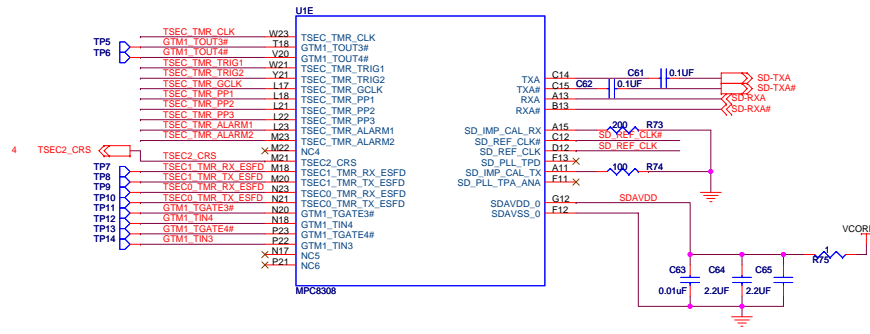 U1E
TSEC_TMR_CLK W23 TSEC_TMR_CLK
TP5 T18 GTM1_TOUT3#
GTM1_TOUT3#
TP6 GTM1_TOUT4# V20 GTM1_TOUT4#
TSEC_TMR_TRIG1 W21 TSEC_TMR_TRIG1
TSEC_TMR_TRIG2 Y21 TSEC_TMR_TRIG2
TSEC_TMR_GCLK L17 TSEC_TMR_GCLK
TSEC_TMR_PP1 L18 TSEC_TMR_PP1
TSEC_TMR_PP2 L21 TSEC_TMR_PP2
TSEC_TMR_PP3 L22 TSEC_TMR_PP3
TSEC_TMR_ALARM1 L23 TSEC_TMR_ALARM1
TSEC_TMR_ALARM2 M23 TSEC_TMR_ALARM2
M22 NC4
4 TSEC2_CRS
TSEC2_CRS M21 TSEC2_CRS
TP7 TSEC1_TMR_RX_ESFD M18 TSEC1_TMR_RX_ESFD
TP8 TSEC1_TMR_TX_ESFD M20 TSEC1_TMR_TX_ESFD
TP9 TSEC0_TMR_RX_ESFD N23 TSEC0_TMR_RX_ESFD
TP10 TSEC0_TMR_TX_ESFD N21 TSEC0_TMR_TX_ESFD
TP11 GTM1_TGATE3# N20 GTM1_TGATE3#
TP12 GTM1_TIN4 N18 GTM1_TIN4
TP13 GTM1_TGATE4# P23 GTM1_TGATE4#
TP14 GTM1_TIN3 P22 GTM1_TIN3
N17 NC5
P21 NC6
MPC8308
TXA C14 C61 0.1UF SD-TXA
TXA# C15 C62 0.1UF SD-TXA#
RXA A13 SD-RXA
RXA# B13 SD-RXA#
SD_IMP_CAL_RX A15 200 R73
SD_REF_CLK# C12 SD_REF_CLK#
SD_REF_CLK D12 SD_REF_CLK
SD_PLL_TPD F13
SD_IMP_CAL_TX A11 100 R74
SD_PLL_TPA_ANA F11
SDAVDD_0 G12 SDAVDD
SDAVSS_0 F12
VCOR
1
R75
C63 C64 C65
0.01uF 2.2UF 2.2UF